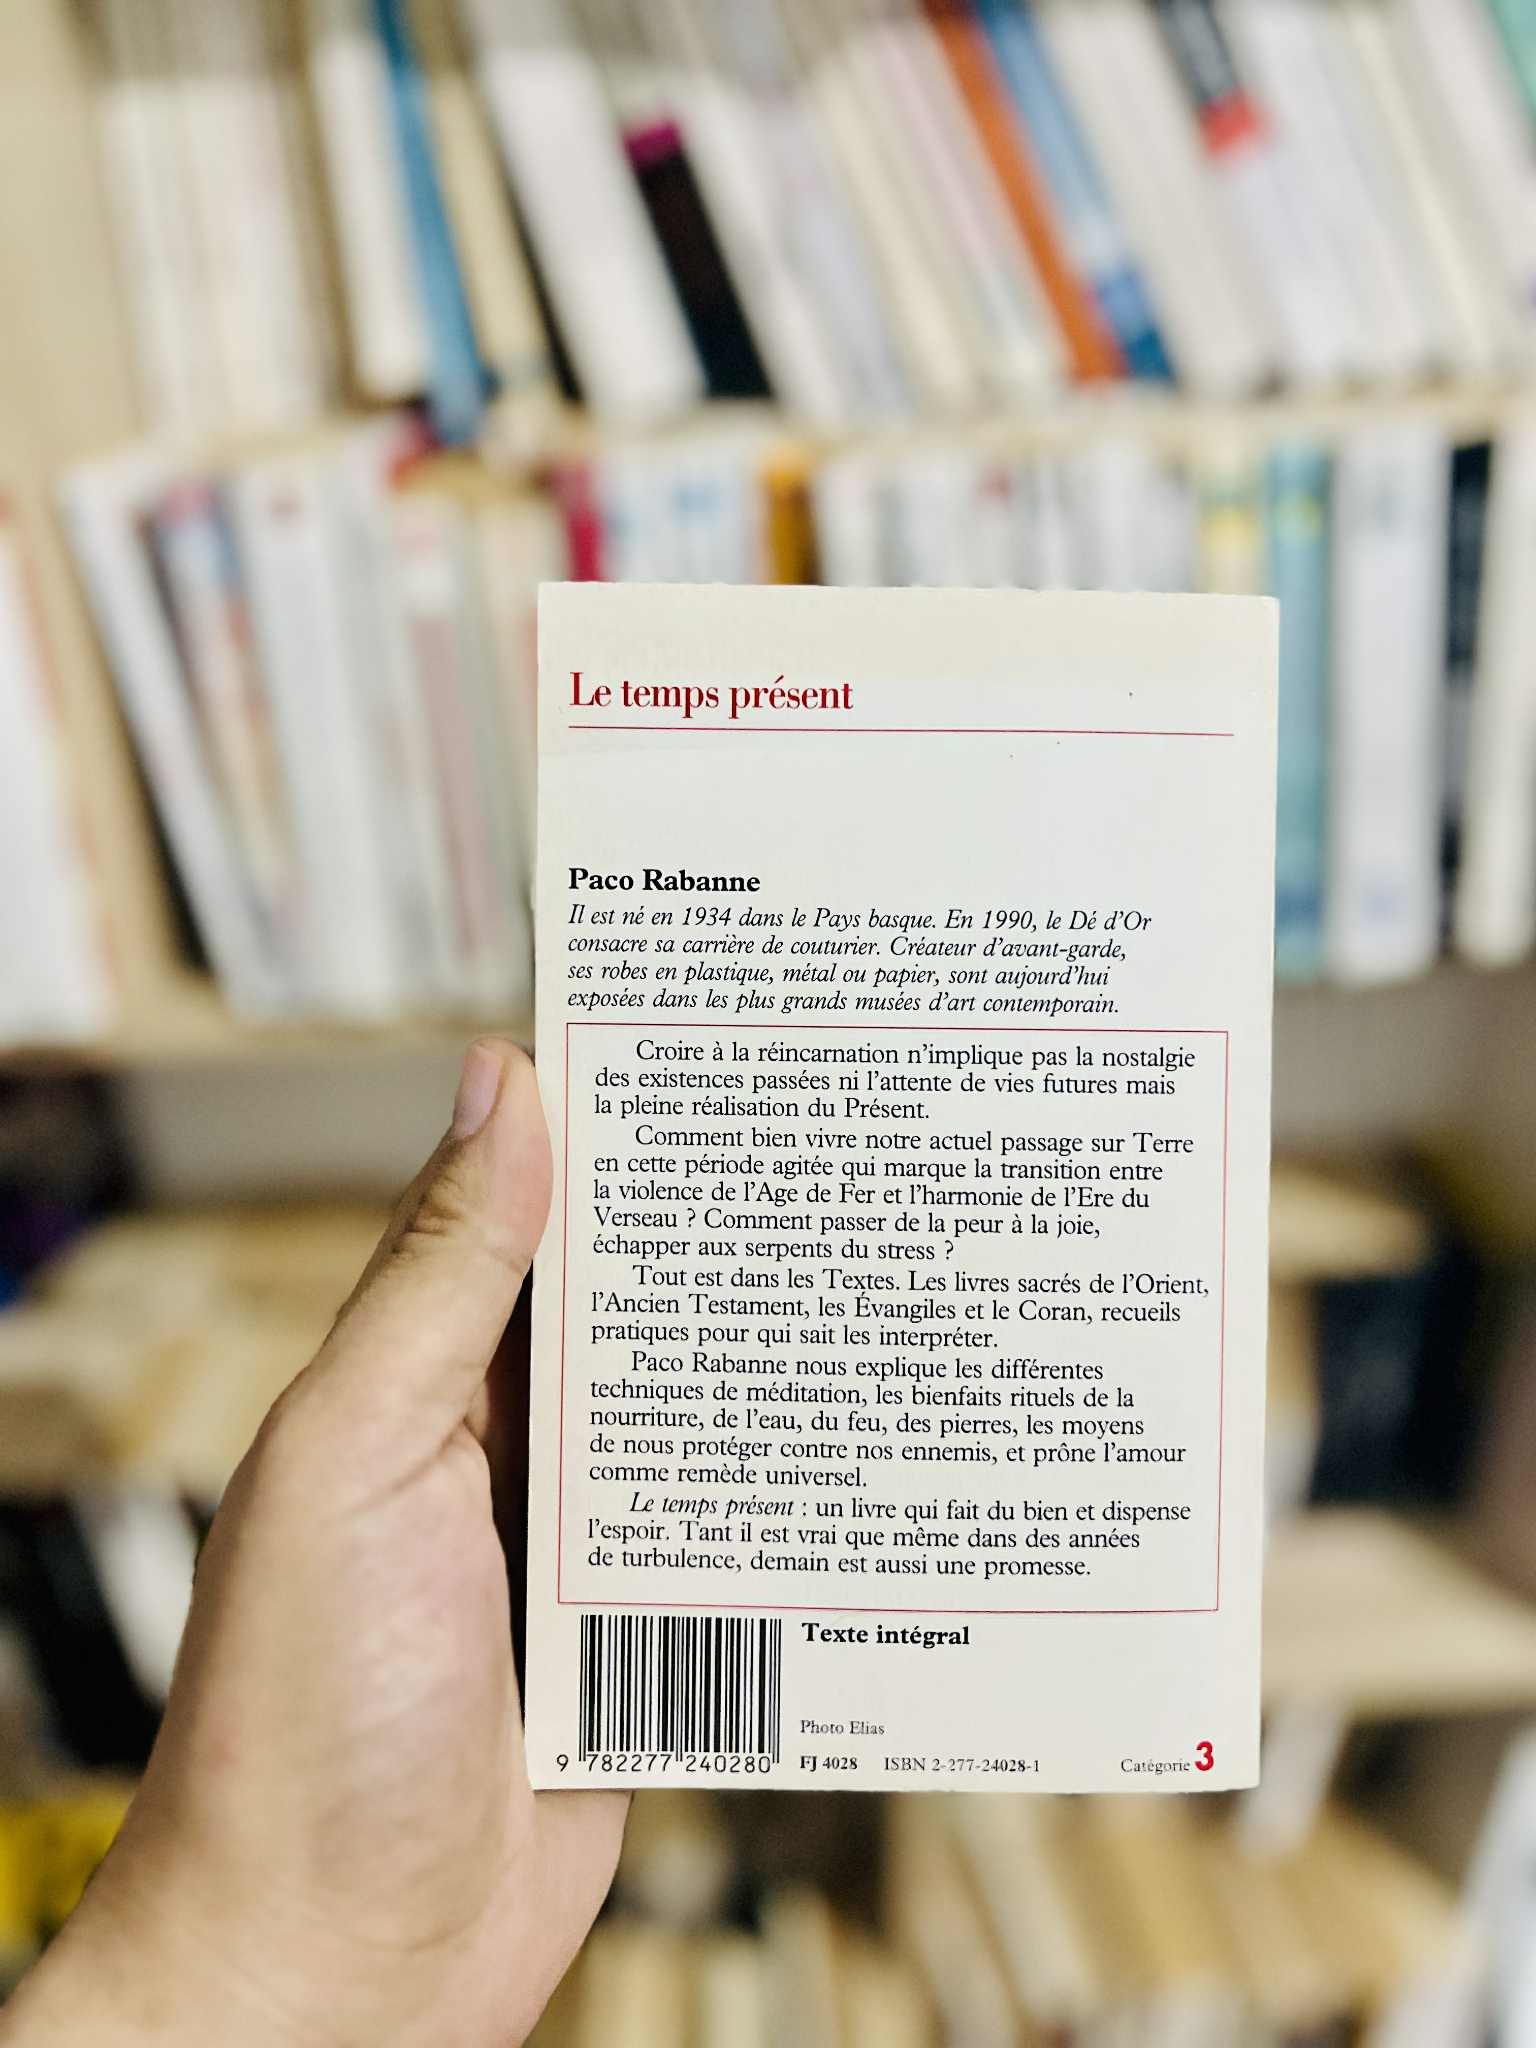 Le temps présent
Paco Rabanne
Il est né en 1934 dans le Pays basque. En 1990, le Dé d'Or
consacre sa carrière de couturier. Créateur d'avant-garde,
ses robes en plastique, métal ou papier, sont aujourd'hui
exposées dans les plus grands musées d'art contemporain.
Croire à la réincarnation n'implique pas la nostalgie
des existences passées ni l'attente de vies futures mais
la pleine réalisation du Présent.
Comment bien vivre notre actuel passage sur Terre
en cette période agitée qui marque la transition entre
la violence de l'Age de Fer et l'harmonie de l'Ere du
Verseau ? Comment passer de la peur à la joie,
échapper aux serpents du stress ?
Tout est dans les Textes. Les livres sacrés de l'Orient,
l'Ancien Testament, les Évangiles et le Coran, recueils
pratiques pour qui sait les interpréter.
Paco Rabanne nous explique les différentes
techniques de méditation, les bienfaits rituels de la
nourriture, de l'eau, du feu, des pierres, les moyens
de nous protéger contre nos ennemis, et prône l'amour
comme remède universel.
Le temps présent : un livre qui fait du bien et dispense
l'espoir. Tant il est vrai que même dans des années
de turbulence, demain est aussi une promesse.
Texte intégral
Photo Elias
9 782277 240280 FJ 4028 ISBN 2-277-24028-1 Catégorie 3